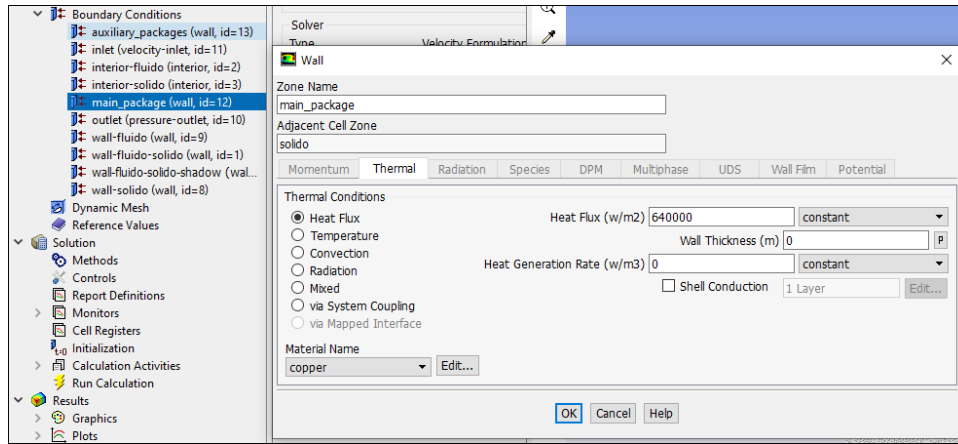 Boundary Conditions
auxiliary_packages (wall, id=13)
inlet (velocity-inlet, id=11)
interior-fluido (interior, id=2)
interior-solido (interior, id=3)
main_package (wall, id=12)
outlet (pressure-outlet, id=10)
wall-fluido (wall, id=9)
wall-fluido-solido (wall, id=1)
wall-fluido-solido-shadow (wal...
wall-solido (wall, id=8)
Dynamic Mesh
Reference Values
Solution
Methods
Controls
Report Definitions
Monitors
Cell Registers
Initialization
Calculation Activities
Run Calculation
Results
Graphics
Plots
Solver
Type Velocity Formulation
Wall
Zone Name
main_package
Adjacent Cell Zone
solido
Momentum Thermal Radiation Species DPM Multiphase UDS Wall Film Potential
Thermal Conditions
Heat Flux
Temperature
Convection
Radiation
Mixed
via System Coupling
via Mapped Interface
Heat Flux (w/m2) 640000 constant
Wall Thickness (m) 0 P
Heat Generation Rate (w/m3) 0 constant
Shell Conduction 1 Layer Edit...
Material Name
copper Edit...
OK Cancel Help